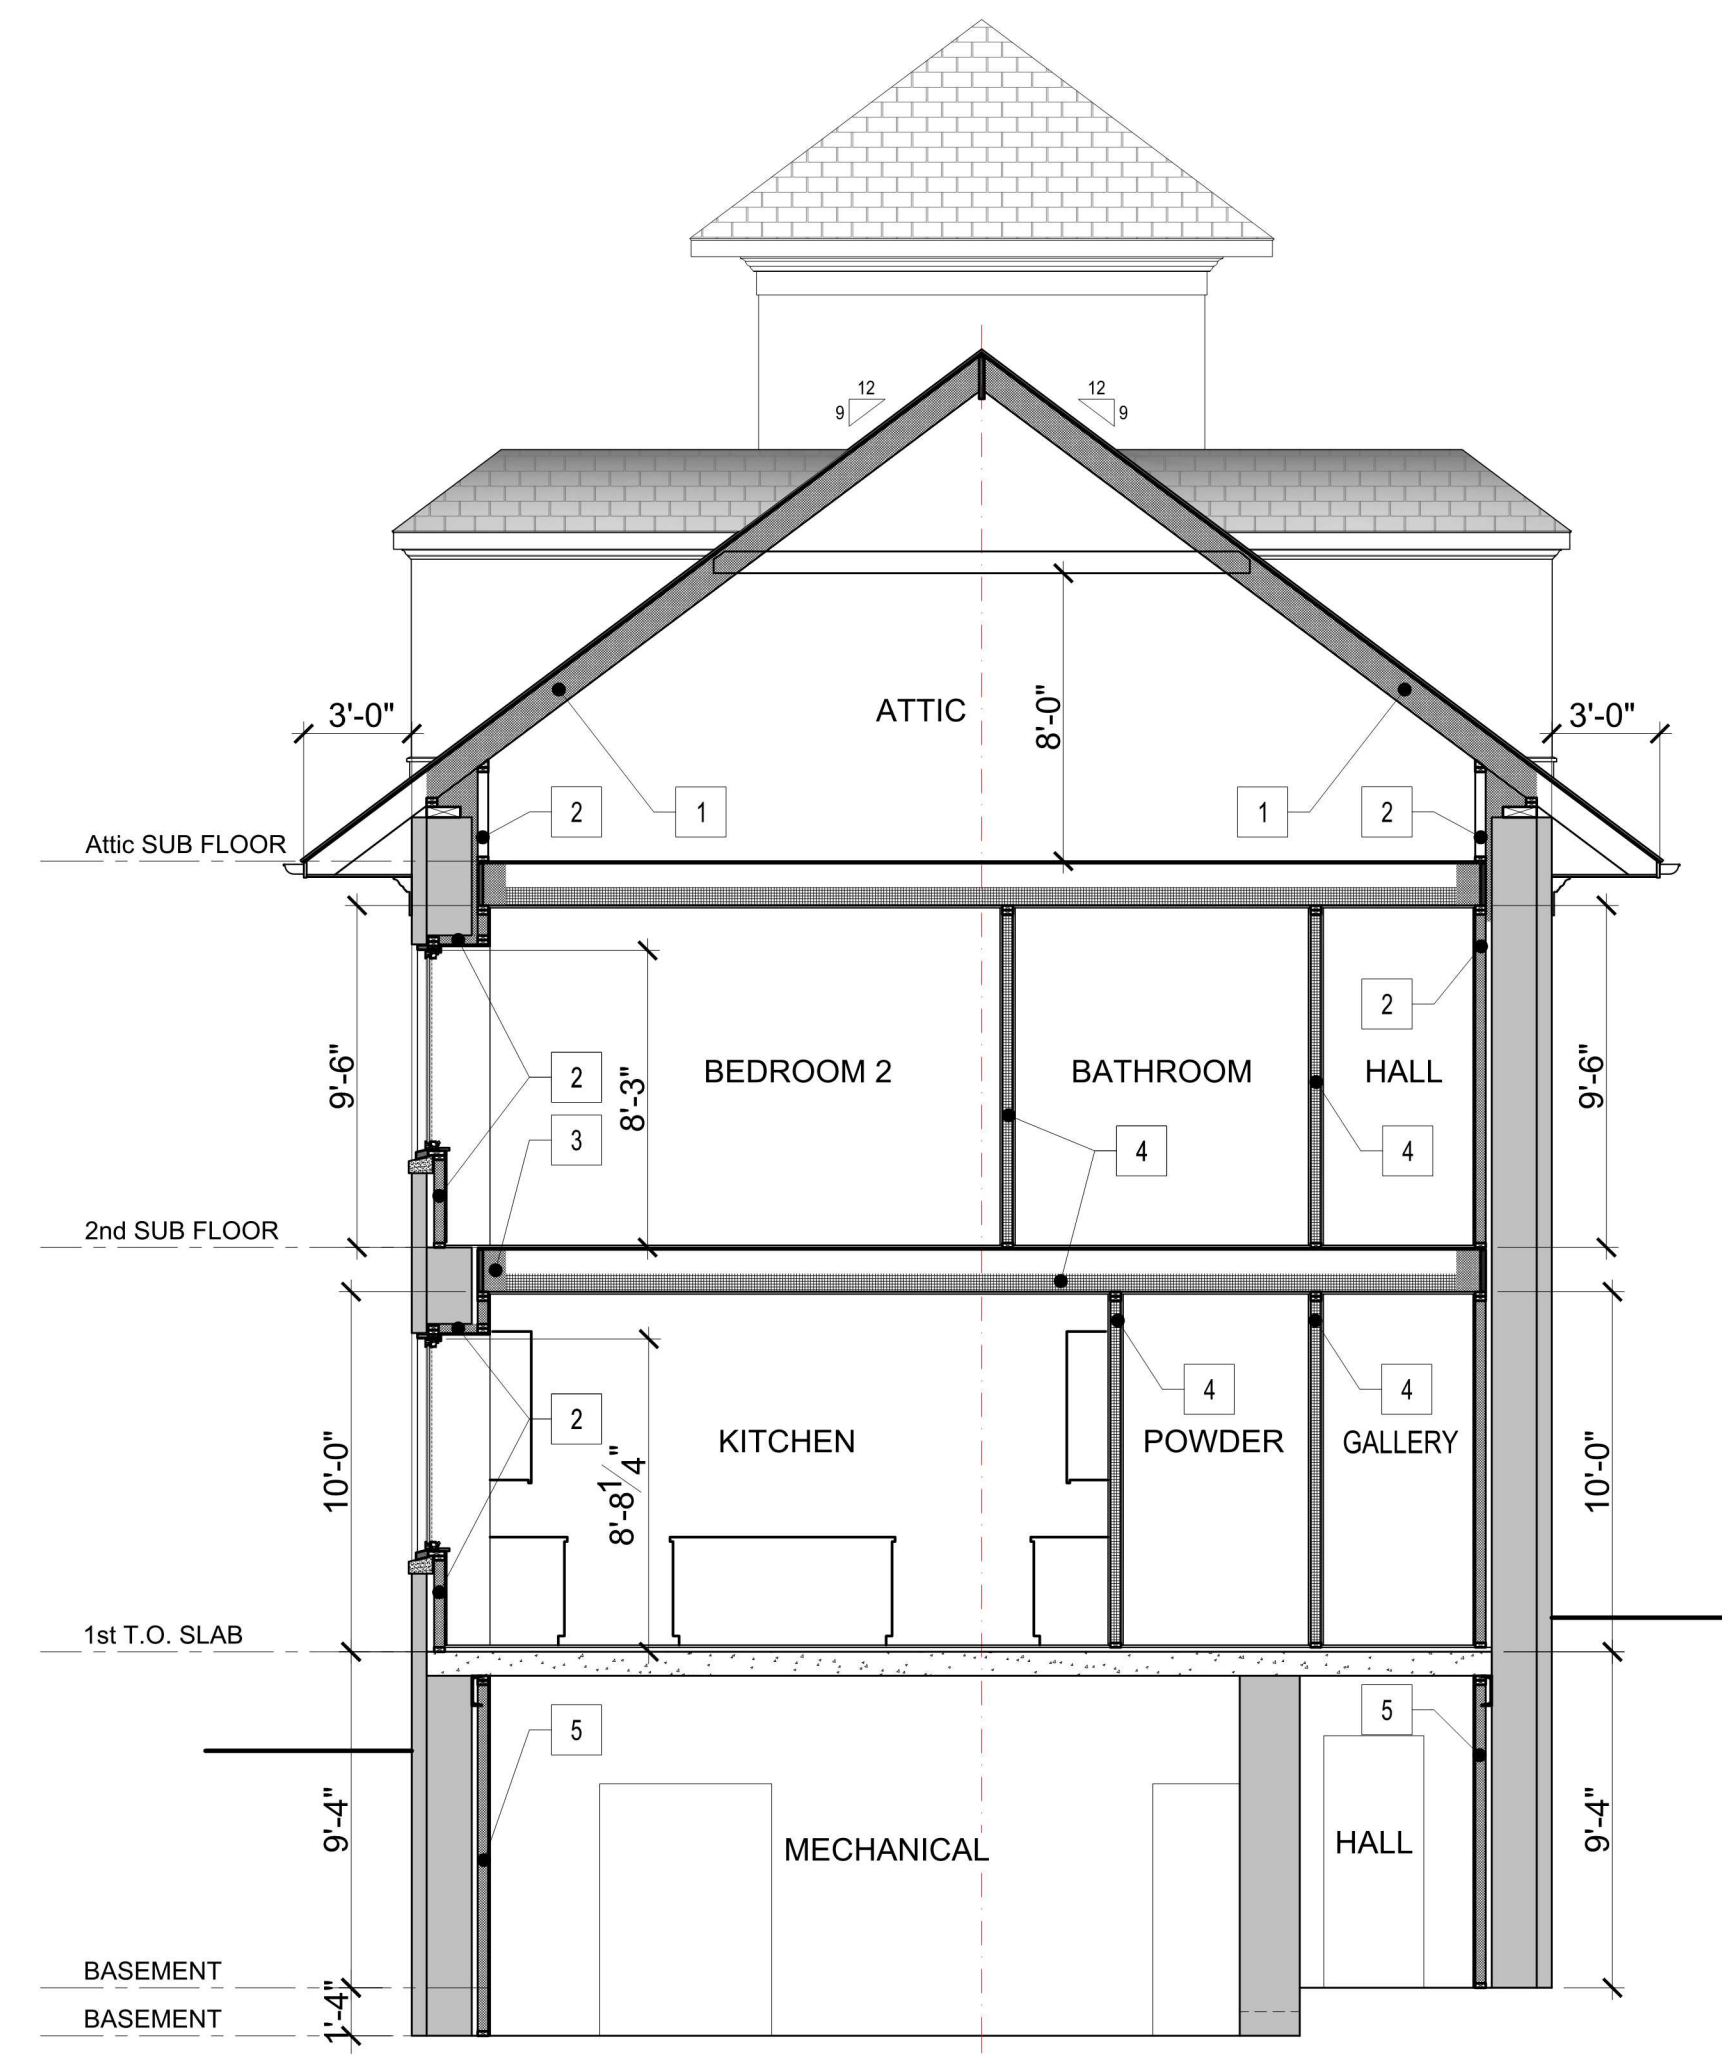 12
12
9
9
3'-0"
ATTIC
8'-0"
3'-0"
2
1
1
2
Attic SUB FLOOR
2
9'-6"
BEDROOM 2
BATHROOM
HALL
9'-6"
2
8'-3"
3
4
4
2nd SUB FLOOR
4
4
2
KITCHEN
POWDER
GALLERY
10'-0"
8'-8 1/4"
10'-0"
1st T.O. SLAB
5
5
9'-4"
MECHANICAL
HALL
9'-4"
BASEMENT
1'-4"
BASEMENT